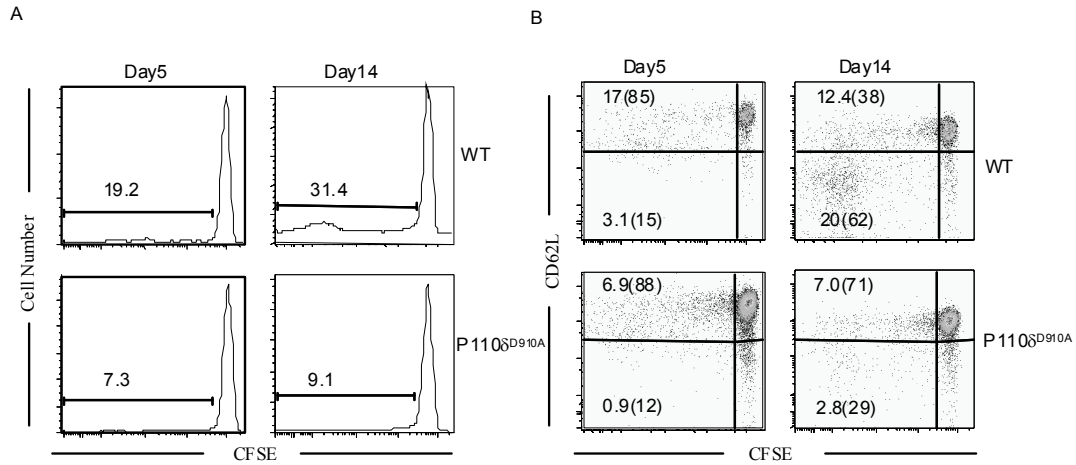 A
B
Day5
Day14
WT
19.2
31.4
Cell Number
7.3
9.1
P110δD910A
CFSE
Day5
Day14
17(85)
12.4(38)
WT
3.1(15)
20(62)
CD62L
6.9(88)
7.0(71)
P110δD910A
0.9(12)
2.8(29)
CFSE